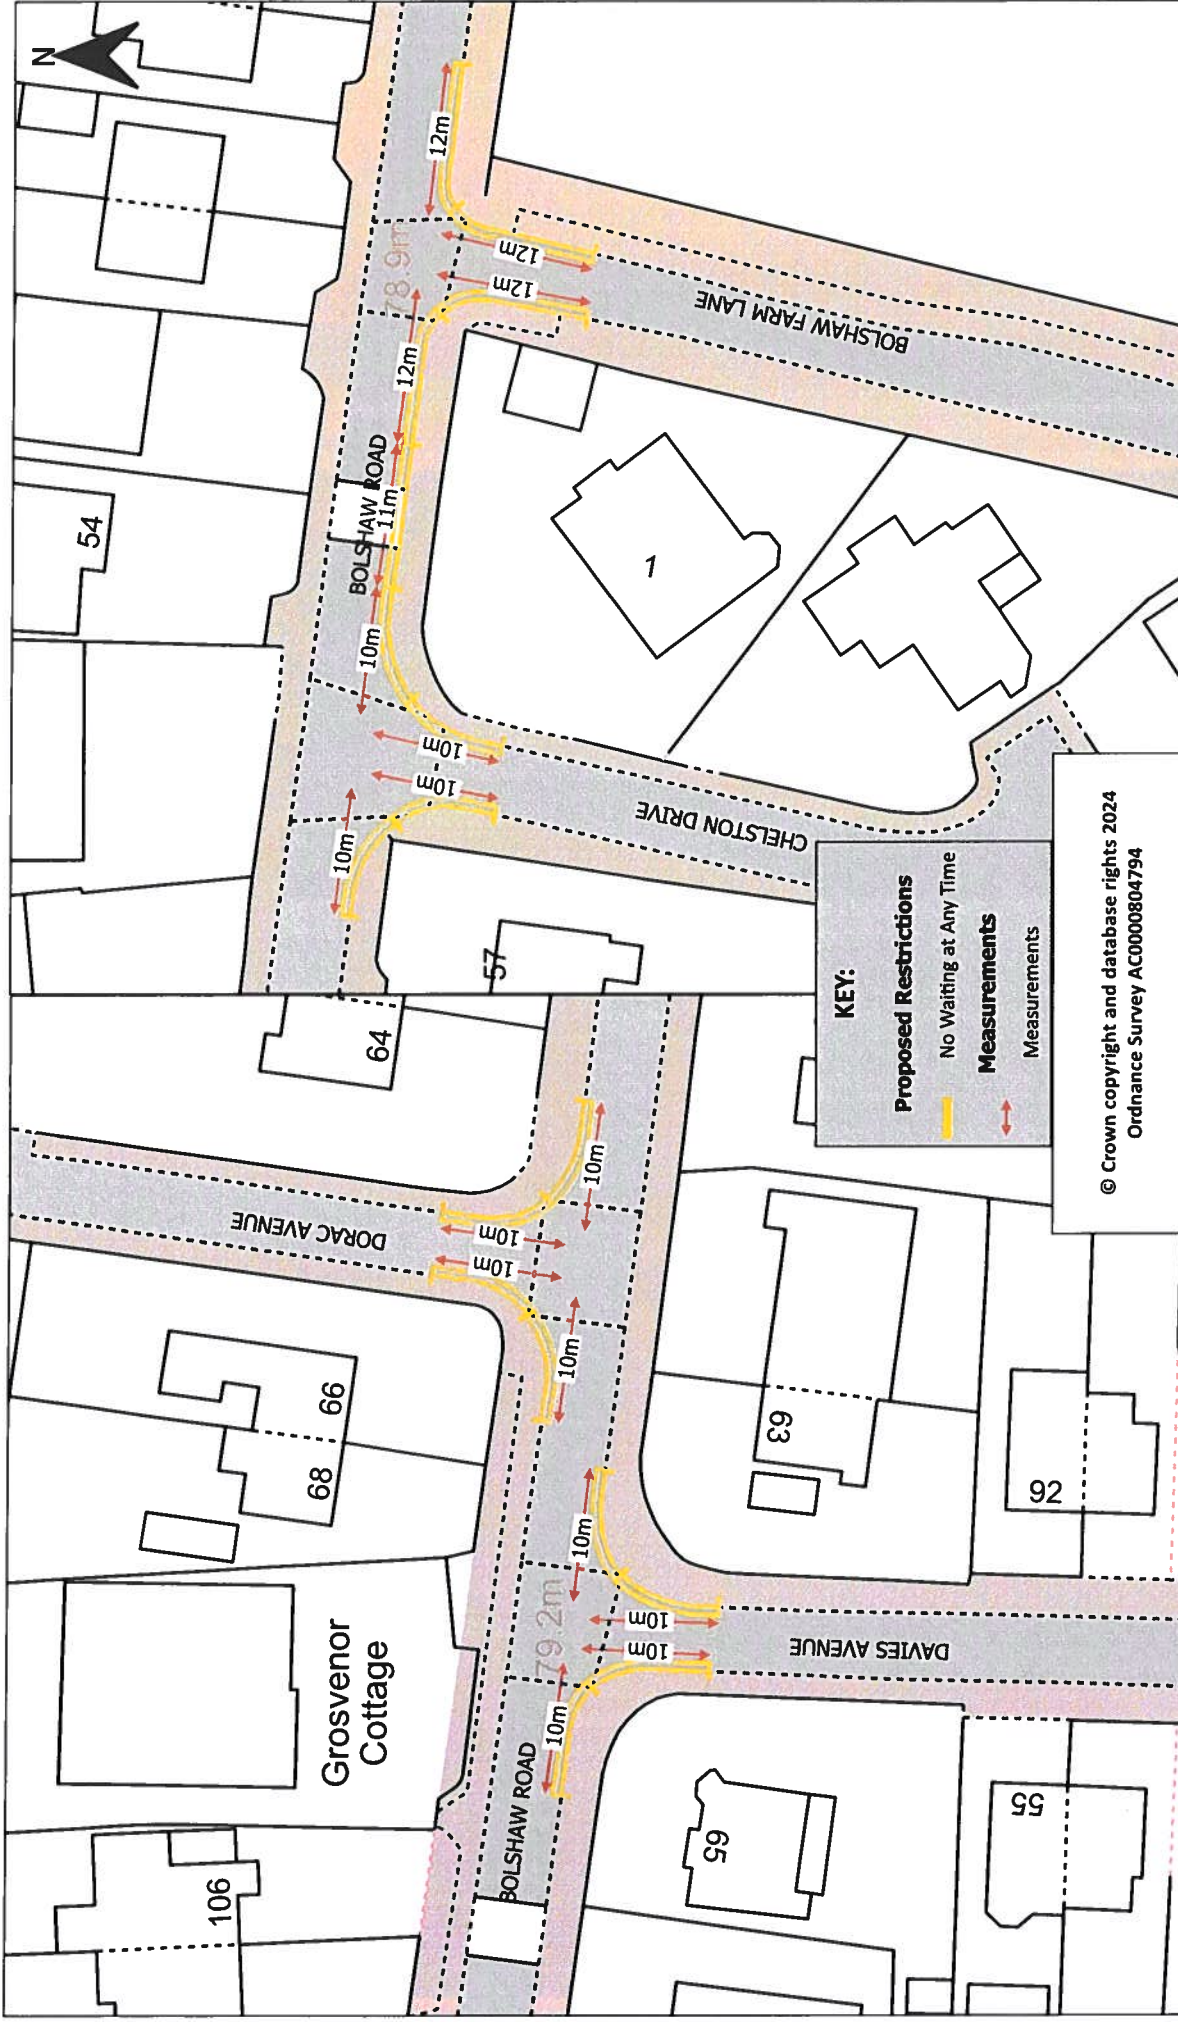 106
Grosvenor
Cottage
68
66
64
DORAC AVENUE
10m
10m
10m
10m
BOLSHAW ROAD
79.2m
10m
10m
10m
10m
DAVIES AVENUE
65
55
63
92
N
54
57
BOLSHAW ROAD
78.9m
10m
10m
10m
10m
11m
12m
12m
12m
12m
CHELSTON DRIVE
BOLSHAW FARM LANE
1
KEY:
Proposed Restrictions
No Waiting at Any Time
Measurements
Measurements
© Crown copyright and database rights 2024
Ordnance Survey AC0000804794